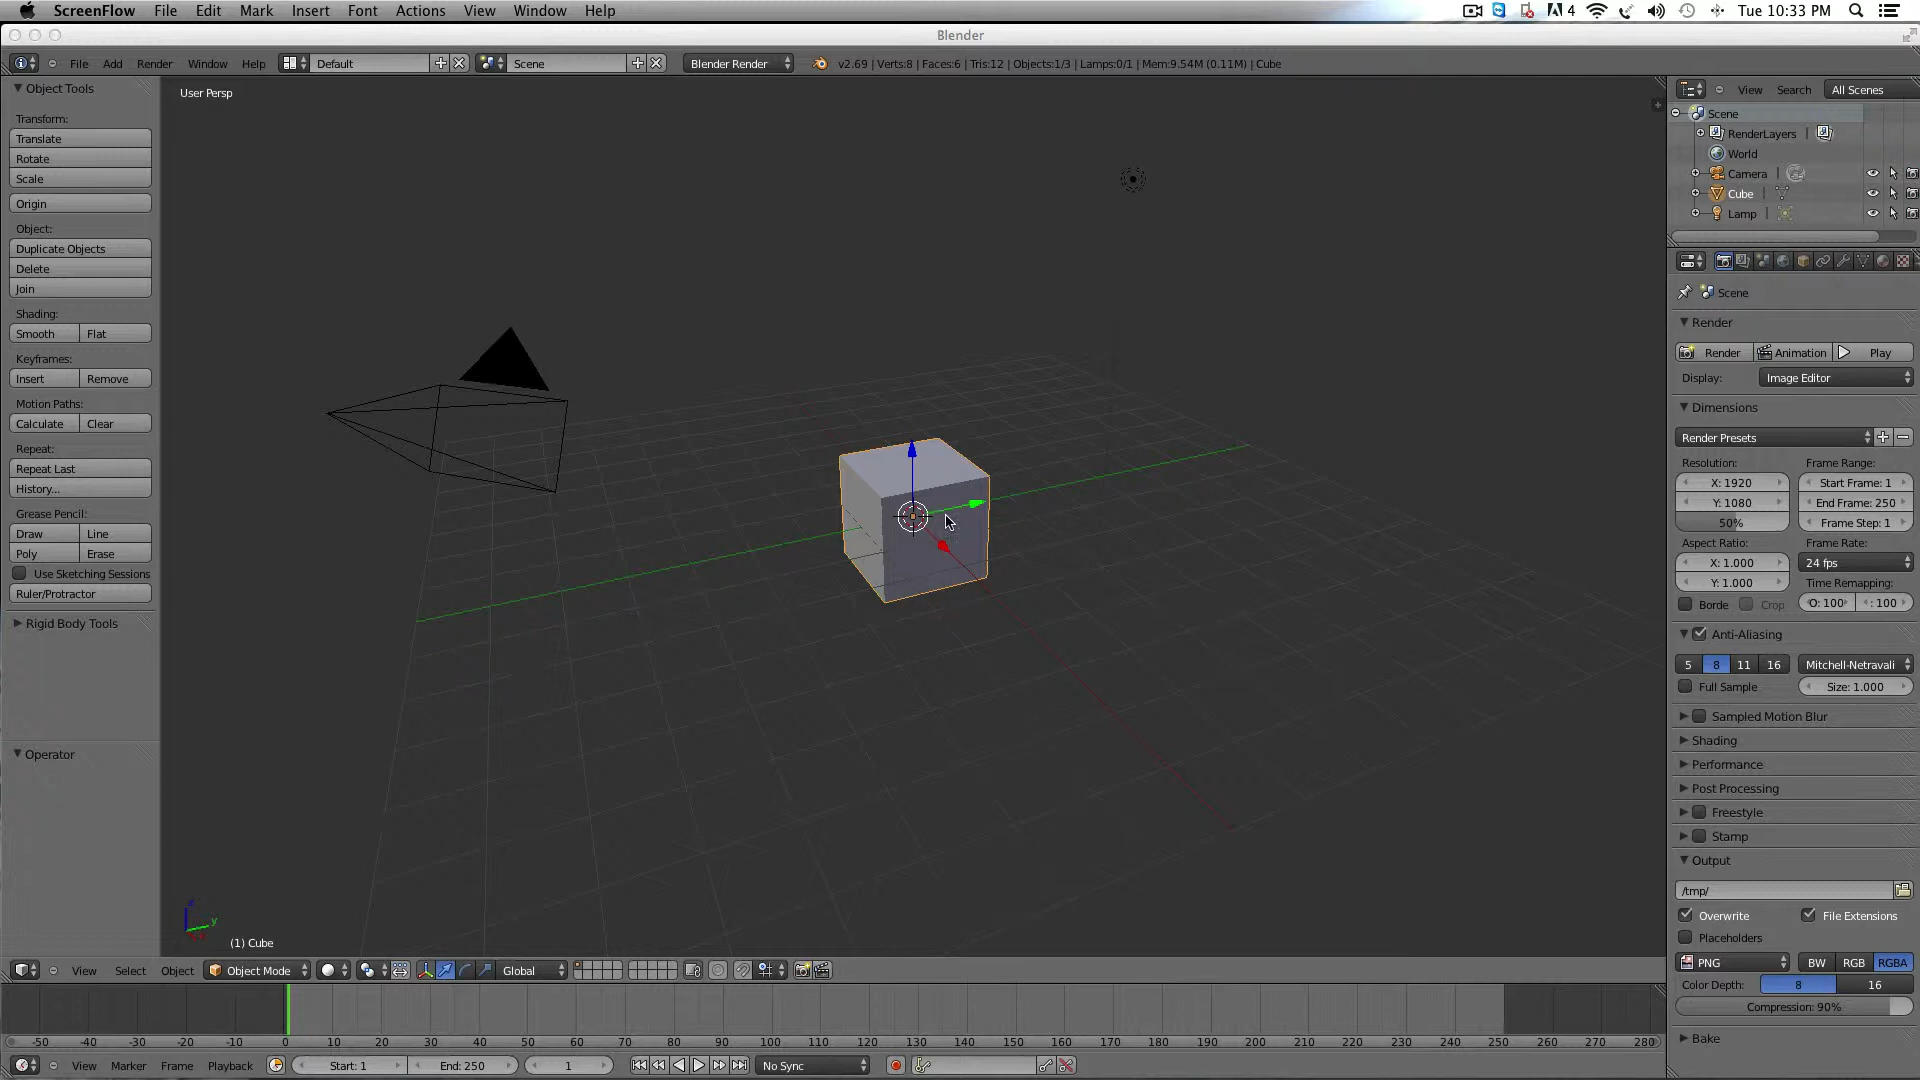 ScreenFlow File Edit Mark Insert Font Actions View Window Help 4 Tue 10:33 PM
Blender
File Add Render Window Help Default Scene Blender Render v2.69 | Verts:8 | Faces:6 | Tris:12 | Objects:1/3 | Lamps:0/1 | Mem:9.54M (0.11M) | Cube
Object Tools
Transform:
Translate
Rotate
Scale
Origin
Object:
Duplicate Objects
Delete
Join
Shading:
Smooth Flat
Keyframes:
Insert Remove
Motion Paths:
Calculate Clear
Repeat:
Repeat Last
History...
Grease Pencil:
Draw Line
Poly Erase
Use Sketching Sessions
Ruler/Protractor
Rigid Body Tools
Operator
User Persp
z
y
(1) Cube
View Search All Scenes
Scene
RenderLayers |
World
Camera |
Cube |
Lamp |
Scene
Render
Render Animation Play
Display: Image Editor
Dimensions
Render Presets
Resolution: Frame Range:
X: 1920 Start Frame: 1
Y: 1080 End Frame: 250
50% Frame Step: 1
Aspect Ratio: Frame Rate:
X: 1.000 24 fps
Y: 1.000 Time Remapping:
Borde Crop O: 100 : 100
Anti-Aliasing
5 8 11 16 Mitchell-Netravali
Full Sample Size: 1.000
Sampled Motion Blur
Shading
Performance
Post Processing
Freestyle
Stamp
Output
/tmp/
Overwrite File Extensions
Placeholders
PNG BW RGB RGBA
Color Depth: 8 16
Compression: 90%
Bake
View Select Object Object Mode Global
-50 -40 -30 -20 -10 0 10 20 30 40 50 60 70 80 90 100 110 120 130 140 150 160 170 180 190 200 210 220 230 240 250 260 270 280
View Marker Frame Playback Start: 1 End: 250 1 No Sync